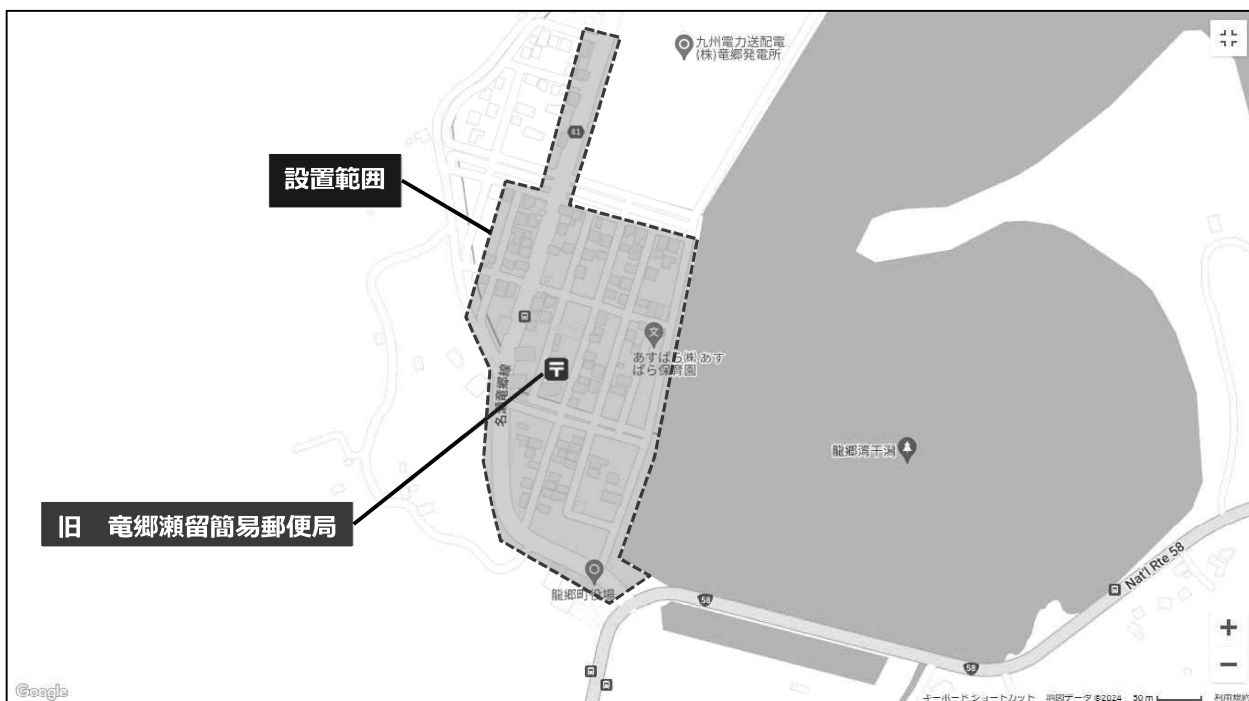 九州電力送配電
(株)竜郷発電所
81
設置範囲
文
あすばら㈱ あす
ばら保育園
〒
名瀬竜郷線
龍郷湾干潟
旧　竜郷瀬留簡易郵便局
Nat'l Rte 58
龍郷町役場
58
58
+
−
Google
キーボード ショートカット
地図データ ©2024
50 m
利用規約